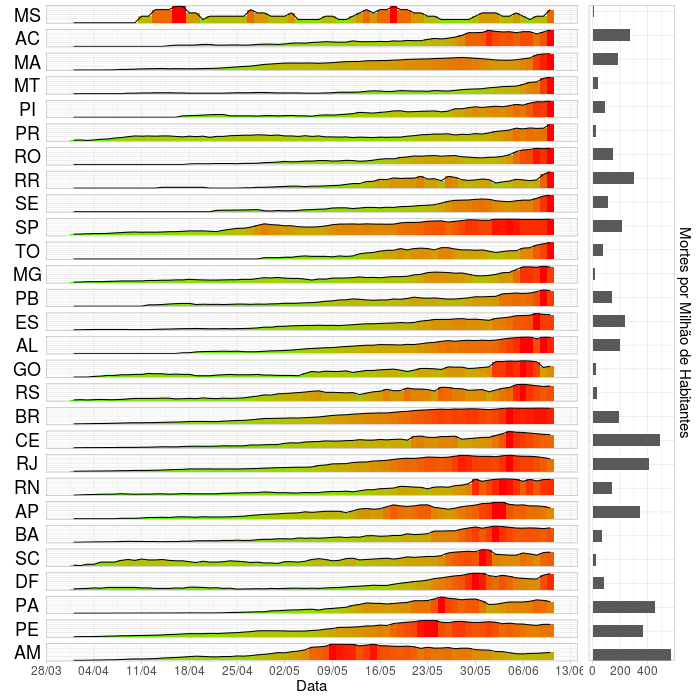 MS
AC
MA
MT
PI
PR
RO
RR
SE
SP
TO
MG
PB
ES
AL
GO
RS
BR
CE
RJ
RN
AP
BA
SC
DF
PA
PE
AM
28/03 04/04 11/04 18/04 25/04 02/05 09/05 16/05 23/05 30/05 06/06 13/06
Data
0 200 400
Mortes por Milhão de Habitantes